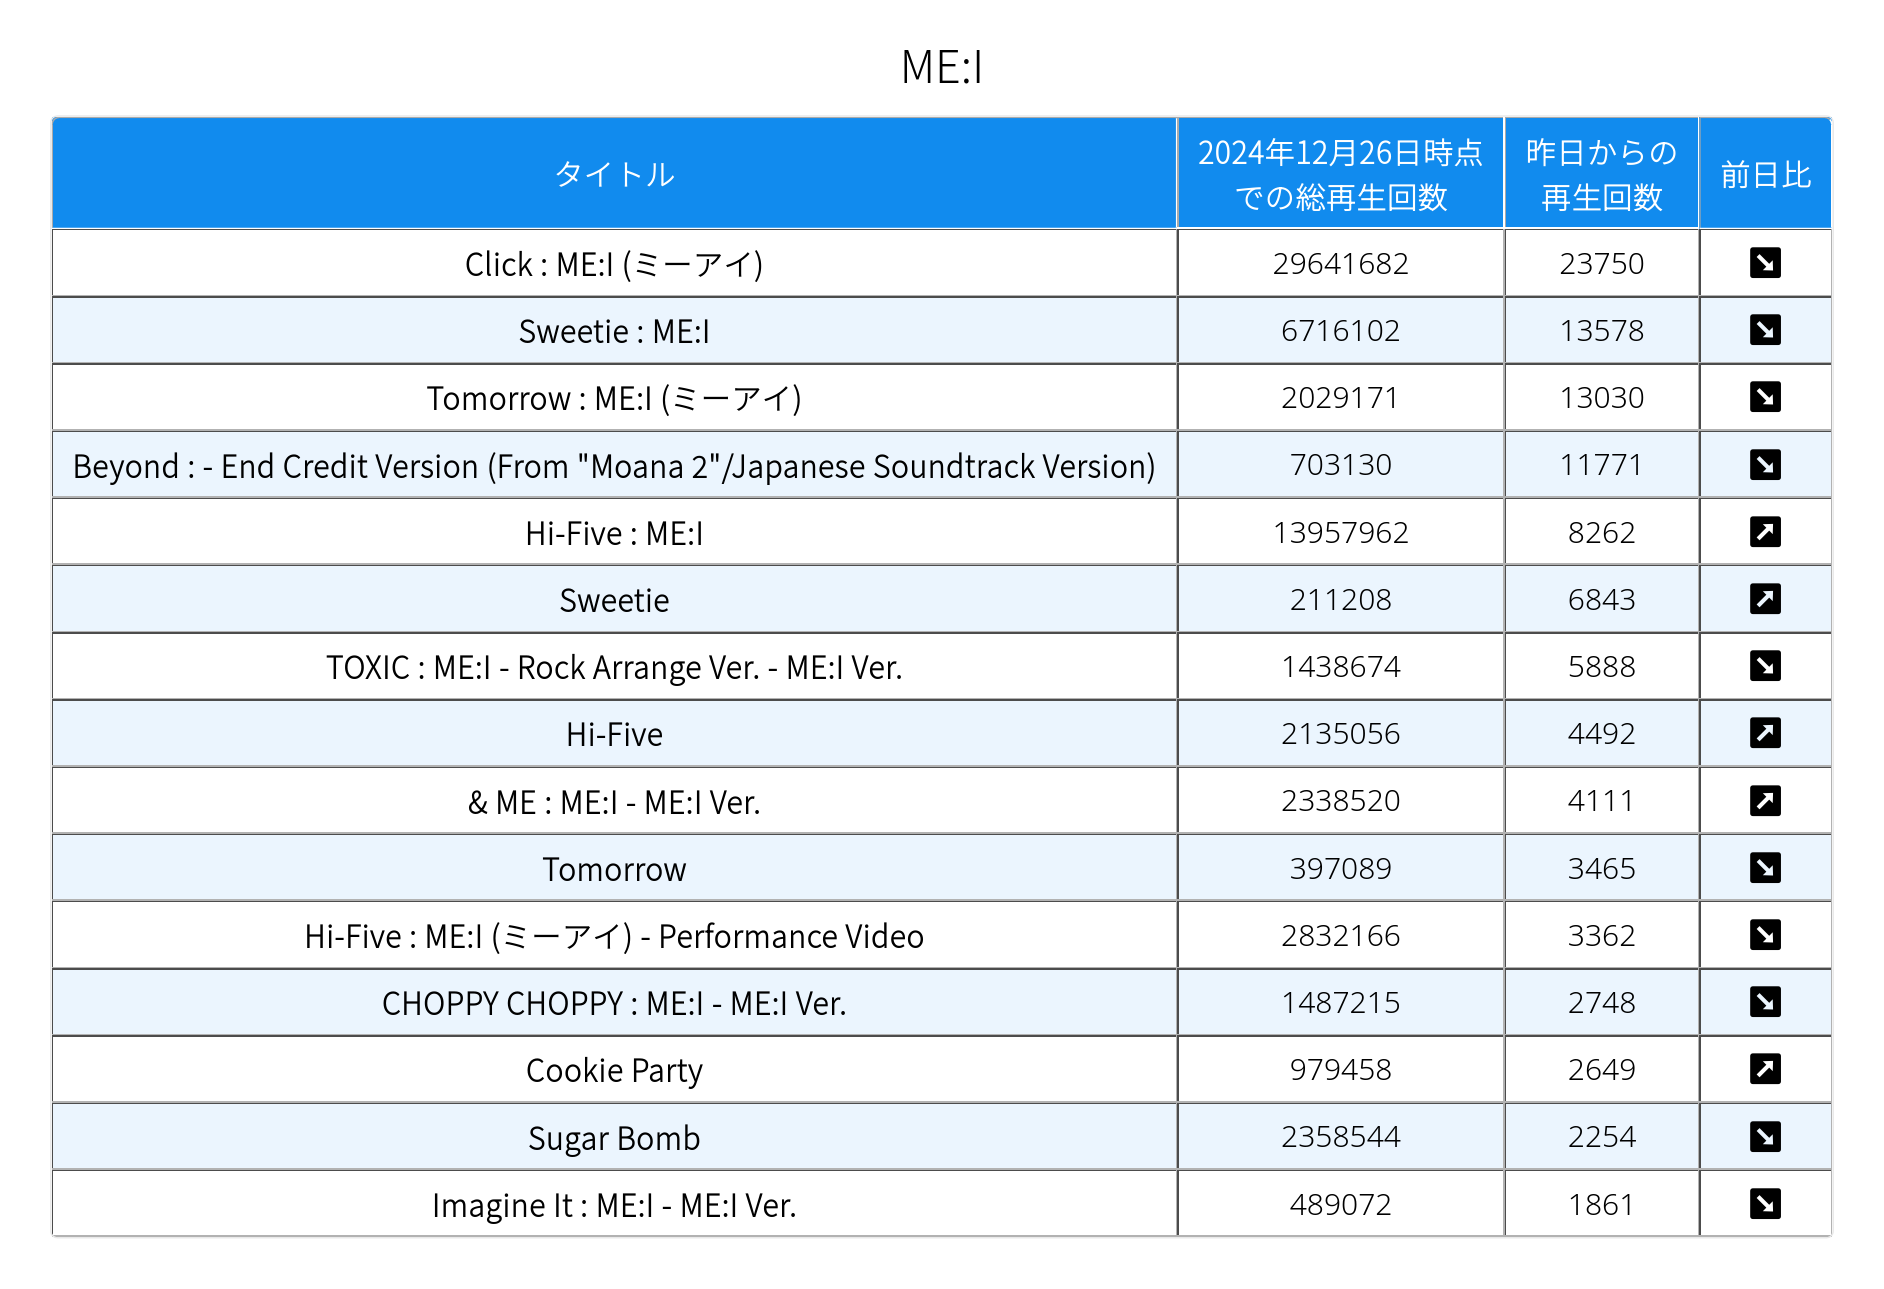 ME:I
タイトル 2024年12月26日時点での総再生回数 昨日からの再生回数 前日比
Click : ME:I (ミーアイ) 29641682 23750 ↘
Sweetie : ME:I 6716102 13578 ↘
Tomorrow : ME:I (ミーアイ) 2029171 13030 ↘
Beyond : - End Credit Version (From "Moana 2"/Japanese Soundtrack Version) 703130 11771 ↘
Hi-Five : ME:I 13957962 8262 ↗
Sweetie 211208 6843 ↗
TOXIC : ME:I - Rock Arrange Ver. - ME:I Ver. 1438674 5888 ↘
Hi-Five 2135056 4492 ↗
& ME : ME:I - ME:I Ver. 2338520 4111 ↗
Tomorrow 397089 3465 ↘
Hi-Five : ME:I (ミーアイ) - Performance Video 2832166 3362 ↘
CHOPPY CHOPPY : ME:I - ME:I Ver. 1487215 2748 ↘
Cookie Party 979458 2649 ↗
Sugar Bomb 2358544 2254 ↘
Imagine It : ME:I - ME:I Ver. 489072 1861 ↘